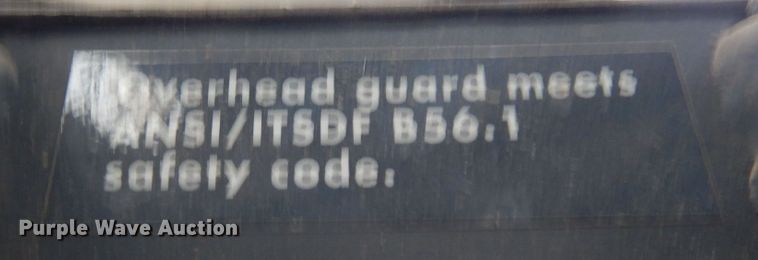 Overhead guard meets
ANSI/ITSDF B56.1
safety code.
Purple Wave Auction